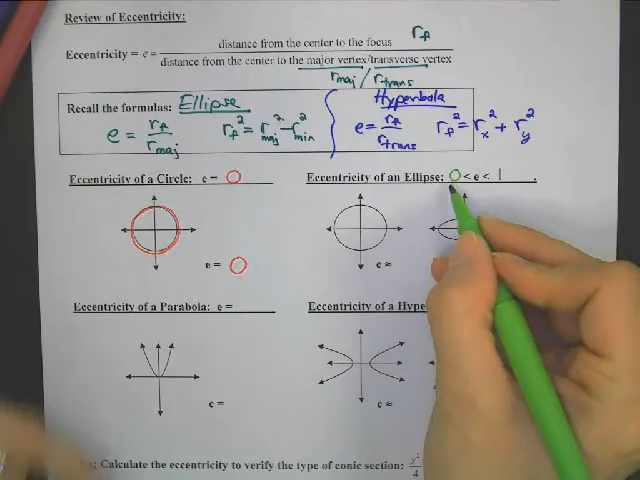 Review of Eccentricity:
Eccentricity = e = distance from the center to the focus r_f
distance from the center to the major vertex/transverse vertex
r_maj / r_trans
Recall the formulas: Ellipse Hyperbola
e = r_f / r_maj r_f² = r_maj² - r_min² e = r_f / r_trans r_f² = r_x² + r_y²
Eccentricity of a Circle: e = 0 Eccentricity of an Ellipse: 0 < e < 1 .
e = 0 e ≈
Eccentricity of a Parabola: e = Eccentricity of a Hype
e = e ≈
: Calculate the eccentricity to verify the type of conic section: y²/4